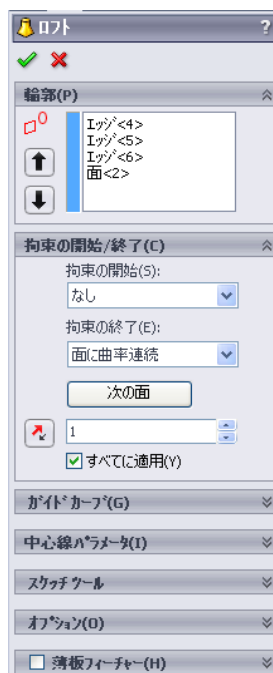 ロフト ?
輪郭(P)
エッジ<4>
エッジ<5>
エッジ<6>
面<2>
拘束の開始/終了(C)
拘束の開始(S):
なし
拘束の終了(E):
面に曲率連続
次の面
1
すべてに適用(Y)
ガイド カーブ(G)
中心線パラメータ(I)
スケッチ ツール
オプション(O)
薄板フィーチャー(H)